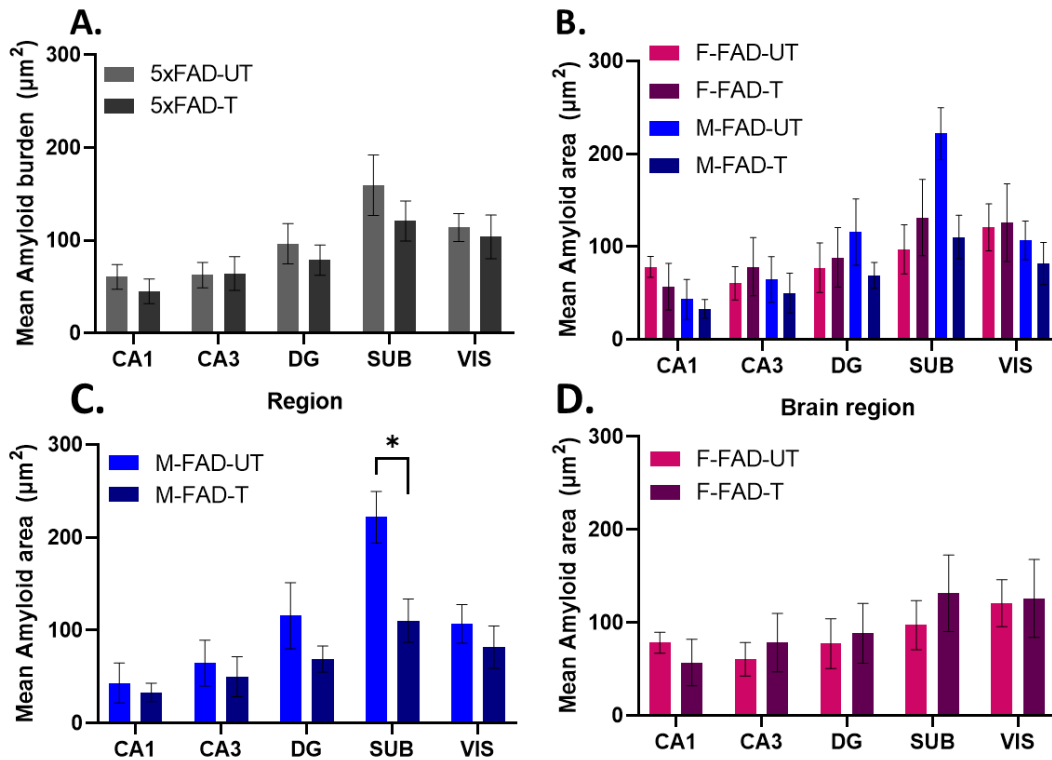 A.
Mean Amyloid burden (µm²)
300
200
100
0
5xFAD-UT
5xFAD-T
CA1 CA3 DG SUB VIS
Region
B.
Mean Amyloid area (µm²)
300
200
100
0
F-FAD-UT
F-FAD-T
M-FAD-UT
M-FAD-T
CA1 CA3 DG SUB VIS
Brain region
C.
Mean Amyloid area (µm²)
300
200
100
0
M-FAD-UT
M-FAD-T
*
CA1 CA3 DG SUB VIS
D.
Mean Amyloid area (µm²)
300
200
100
0
F-FAD-UT
F-FAD-T
CA1 CA3 DG SUB VIS